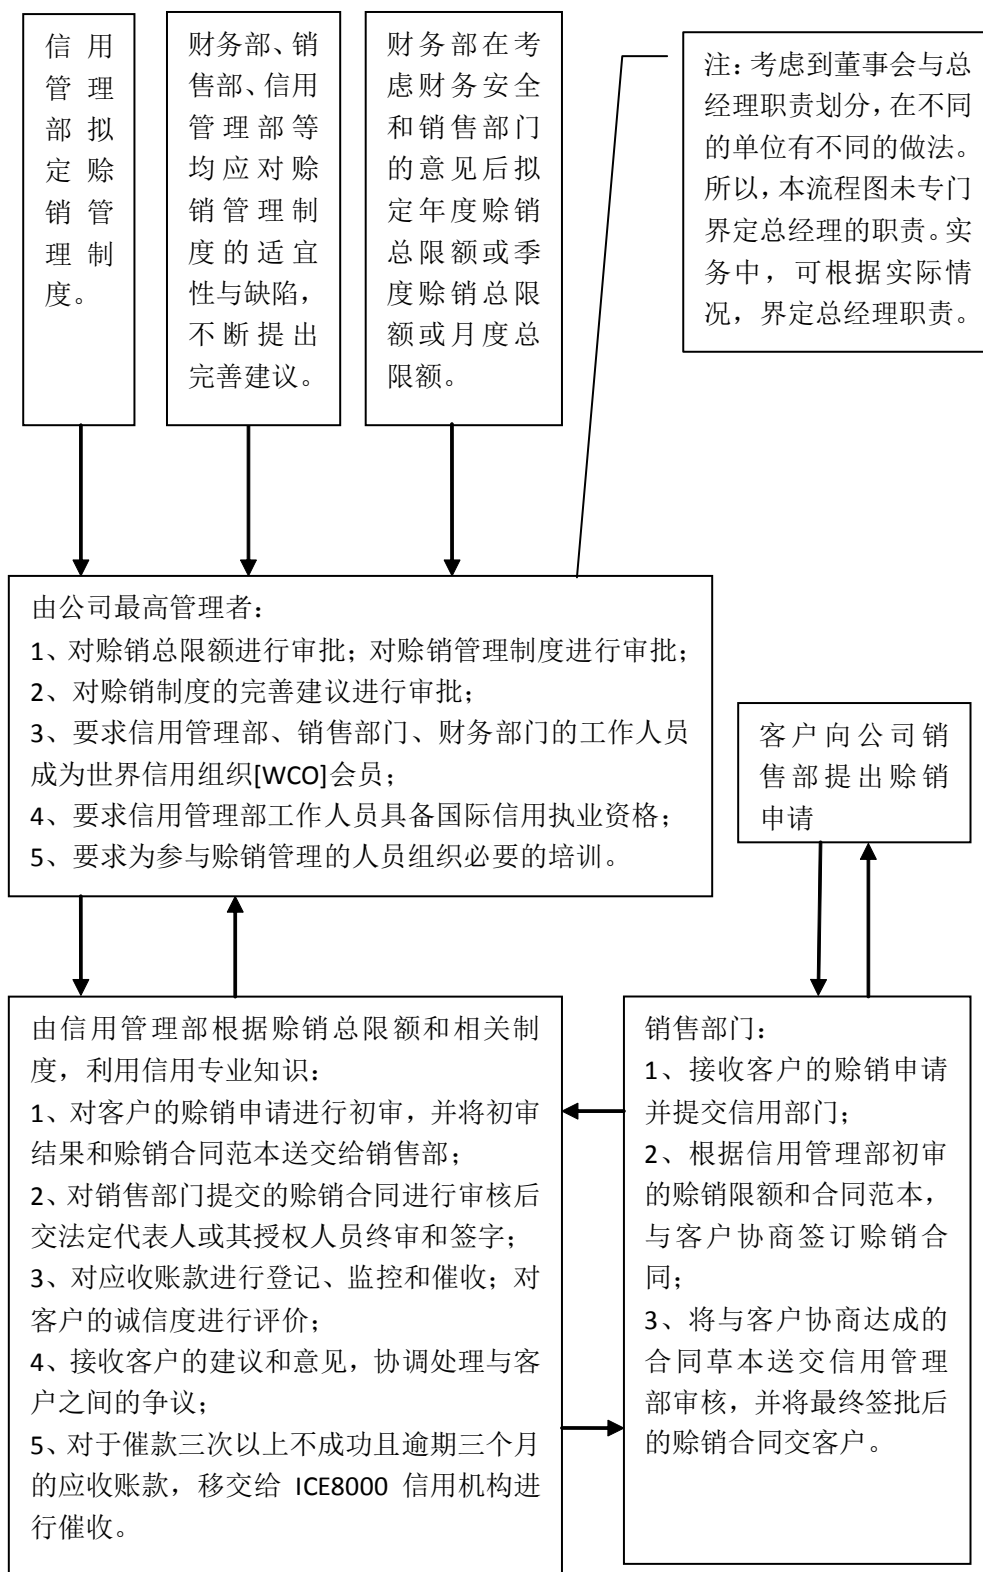 信用
管理
部拟
定赊
销管
理制
度。
财务部、销
售部、信用
管理部等
均应对赊
销管理制
度的适宜
性与缺陷，
不断提出
完善建议。
财务部在考
虑财务安全
和销售部门
的意见后拟
定年度赊销
总限额或季
度赊销总限
额或月度总
限额。
注：考虑到董事会与总
经理职责划分，在不同
的单位有不同的做法。
所以，本流程图未专门
界定总经理的职责。实
务中，可根据实际情
况，界定总经理职责。
由公司最高管理者：
1、对赊销总限额进行审批；对赊销管理制度进行审批；
2、对赊销制度的完善建议进行审批；
3、要求信用管理部、销售部门、财务部门的工作人员
成为世界信用组织[WCO]会员；
4、要求信用管理部工作人员具备国际信用执业资格；
5、要求为参与赊销管理的人员组织必要的培训。
客户向公司销
售部提出赊销
申请
由信用管理部根据赊销总限额和相关制
度，利用信用专业知识：
1、对客户的赊销申请进行初审，并将初审
结果和赊销合同范本送交给销售部；
2、对销售部门提交的赊销合同进行审核后
交法定代表人或其授权人员终审和签字；
3、对应收账款进行登记、监控和催收；对
客户的诚信度进行评价；
4、接收客户的建议和意见，协调处理与客
户之间的争议；
5、对于催款三次以上不成功且逾期三个月
的应收账款，移交给 ICE8000 信用机构进
行催收。
销售部门：
1、接收客户的赊销申请
并提交信用部门；
2、根据信用管理部初审
的赊销限额和合同范本，
与客户协商签订赊销合
同；
3、将与客户协商达成的
合同草本送交信用管理
部审核，并将最终签批后
的赊销合同交客户。